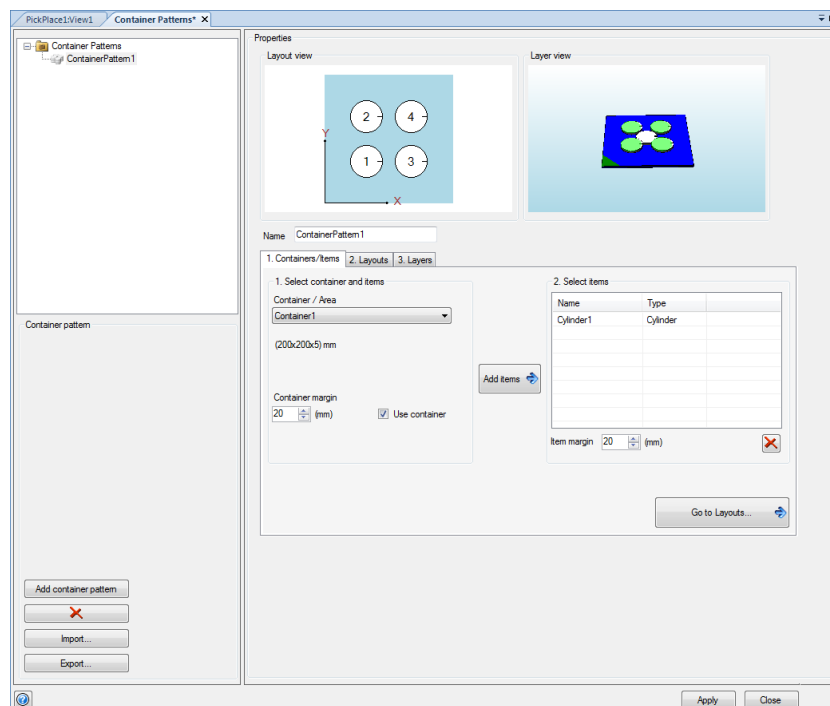 PickPlace1:View1
Container Patterns* X
Container Patterns
ContainerPattern1
Container pattern
Add container pattern
Import...
Export...
Properties
Layout view
Y
2
4
1
3
X
Layer view
Name ContainerPattern1
1. Containers/Items 2. Layouts 3. Layers
1. Select container and items
Container / Area
Container1
(200x200x5) mm
Container margin
20 (mm) Use container
Add items
2. Select items
Name Type
Cylinder1 Cylinder
Item margin 20 (mm)
Go to Layouts...
?
Apply Close